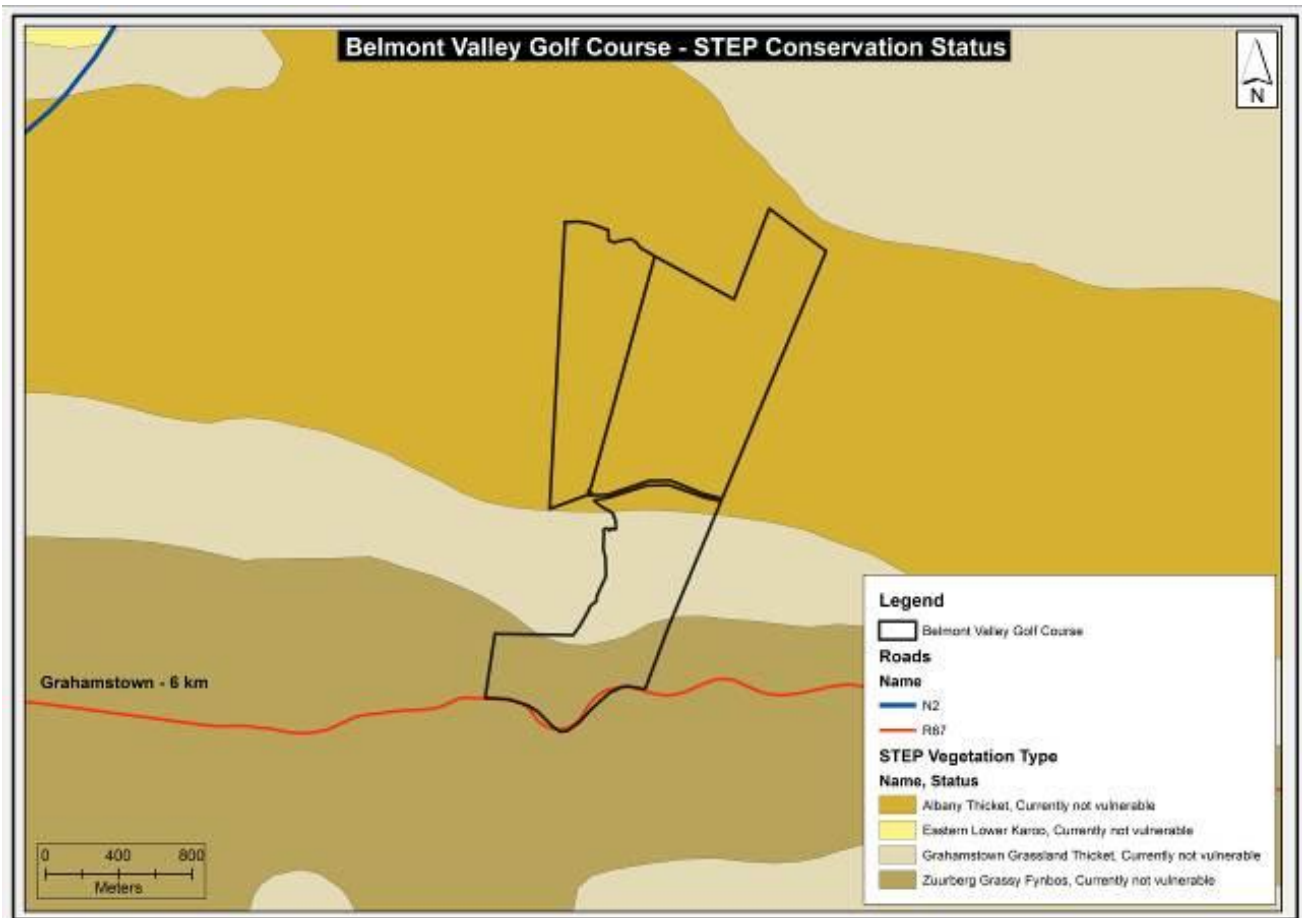 Belmont Valley Golf Course - STEP Conservation Status
N
Grahamstown - 6 km
Legend
Belmont Valley Golf Course
Roads
Name
N2
R67
STEP Vegetation Type
Name, Status
Albany Thicket, Currently not vulnerable
Eastern Lower Karoo, Currently not vulnerable
Grahamstown Grassland Thicket, Currently not vulnerable
Zuurberg Grassy Fynbos, Currently not vulnerable
0 400 800
Meters